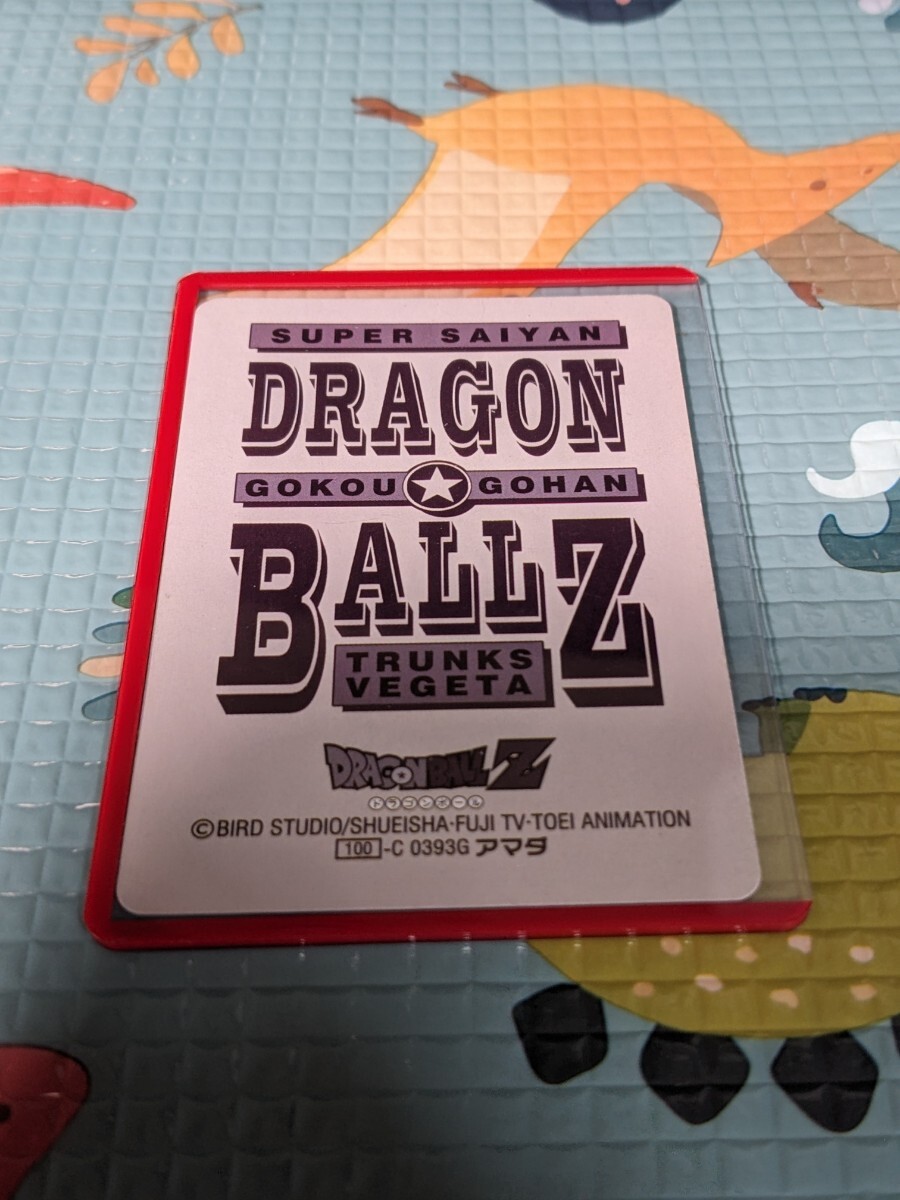 SUPER SAIYAN
DRAGON
GOKOU GOHAN
BALL Z
TRUNKS
VEGETA
DRAGON BALL Z
ドラゴンボール
©BIRD STUDIO/SHUEISHA·FUJI TV·TOEI ANIMATION
100-C 0393G アマダ